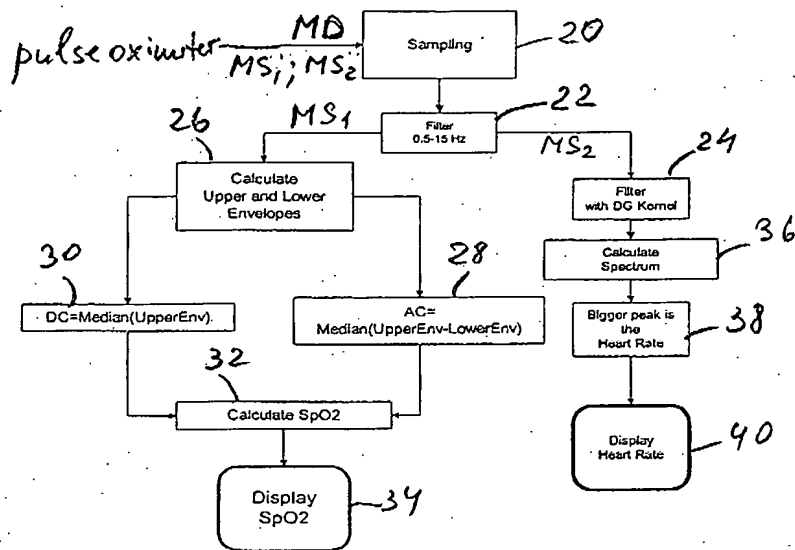 pulse oximiter
MD
MS1; MS2
Sampling
20
Filter
0.5-15 Hz
22
MS1
MS2
26
Calculate
Upper and Lower
Envelopes
24
Filter
with DG Kernel
36
Calculate
Spectrum
30
DC=Median(UpperEnv).
28
AC=
Median(UpperEnv-LowerEnv)
Bigger peak is
the
Heart Rate
38
32
Calculate SpO2
Display
SpO2
34
Display
Heart Rate
40